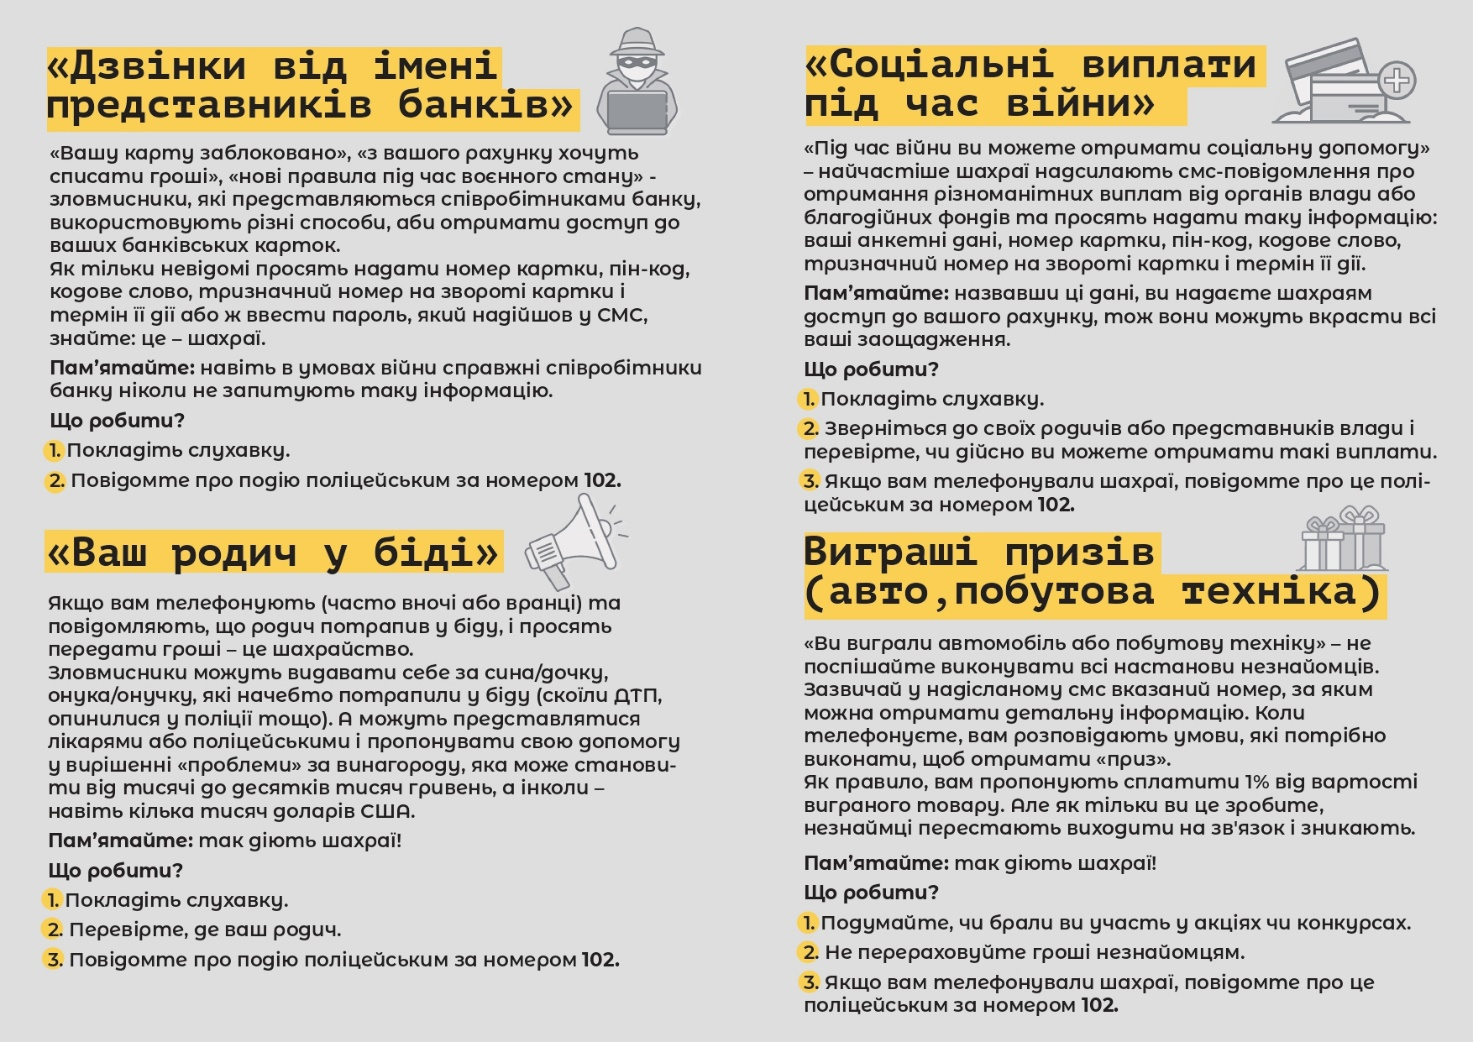 «Дзвінки від імені
представників банків»
«Вашу карту заблоковано», «з вашого рахунку хочуть
списати гроші», «нові правила під час воєнного стану» -
зловмисники, які представляються співробітниками банку,
використовують різні способи, аби отримати доступ до
ваших банківських карток.
Як тільки невідомі просять надати номер картки, пін-код,
кодове слово, тризначний номер на звороті картки і
термін її дії або ж ввести пароль, який надійшов у СМС,
знайте: це – шахраї.
Пам’ятайте: навіть в умовах війни справжні співробітники
банку ніколи не запитують таку інформацію.
Що робити?
1. Покладіть слухавку.
2. Повідомте про подію поліцейським за номером 102.
«Ваш родич у біді»
Якщо вам телефонують (часто вночі або вранці) та
повідомляють, що родич потрапив у біду, і просять
передати гроші – це шахрайство.
Зловмисники можуть видавати себе за сина/дочку,
онука/онучку, які начебто потрапили у біду (скоїли ДТП,
опинилися у поліції тощо). А можуть представлятися
лікарями або поліцейськими і пропонувати свою допомогу
у вирішенні «проблеми» за винагороду, яка може станови-
ти від тисячі до десятків тисяч гривень, а інколи –
навіть кілька тисяч доларів США.
Пам’ятайте: так діють шахраї!
Що робити?
1. Покладіть слухавку.
2. Перевірте, де ваш родич.
3. Повідомте про подію поліцейським за номером 102.
«Соціальні виплати
під час війни»
«Під час війни ви можете отримати соціальну допомогу»
– найчастіше шахраї надсилають смс-повідомлення про
отримання різноманітних виплат від органів влади або
благодійних фондів та просять надати таку інформацію:
ваші анкетні дані, номер картки, пін-код, кодове слово,
тризначний номер на звороті картки і термін її дії.
Пам’ятайте: назвавши ці дані, ви надаєте шахраям
доступ до вашого рахунку, тож вони можуть вкрасти всі
ваші заощадження.
Що робити?
1. Покладіть слухавку.
2. Зверніться до своїх родичів або представників влади і
перевірте, чи дійсно ви можете отримати такі виплати.
3. Якщо вам телефонували шахраї, повідомте про це полі-
цейським за номером 102.
Виграші призів
(авто,побутова техніка)
«Ви виграли автомобіль або побутову техніку» – не
поспішайте виконувати всі настанови незнайомців.
Зазвичай у надісланому смс вказаний номер, за яким
можна отримати детальну інформацію. Коли
телефонуєте, вам розповідають умови, які потрібно
виконати, щоб отримати «приз».
Як правило, вам пропонують сплатити 1% від вартості
виграного товару. Але як тільки ви це зробите,
незнаймці перестають виходити на зв'язок і зникають.
Пам’ятайте: так діють шахраї!
Що робити?
1. Подумайте, чи брали ви участь у акціях чи конкурсах.
2. Не перераховуйте гроші незнайомцям.
3. Якщо вам телефонували шахраї, повідомте про це
поліцейським за номером 102.